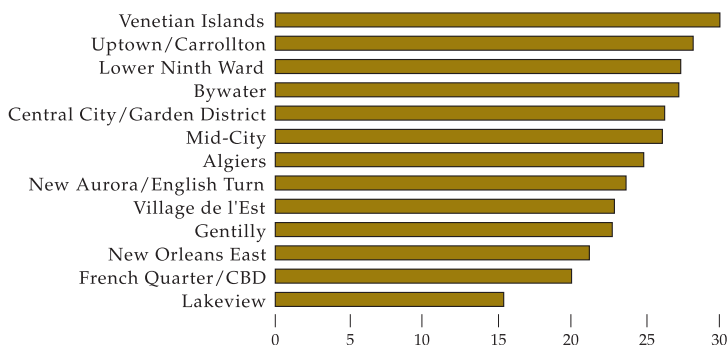 Venetian Islands
Uptown/Carrollton
Lower Ninth Ward
Bywater
Central City/Garden District
Mid-City
Algiers
New Aurora/English Turn
Village de l'Est
Gentilly
New Orleans East
French Quarter/CBD
Lakeview
0 5 10 15 20 25 30